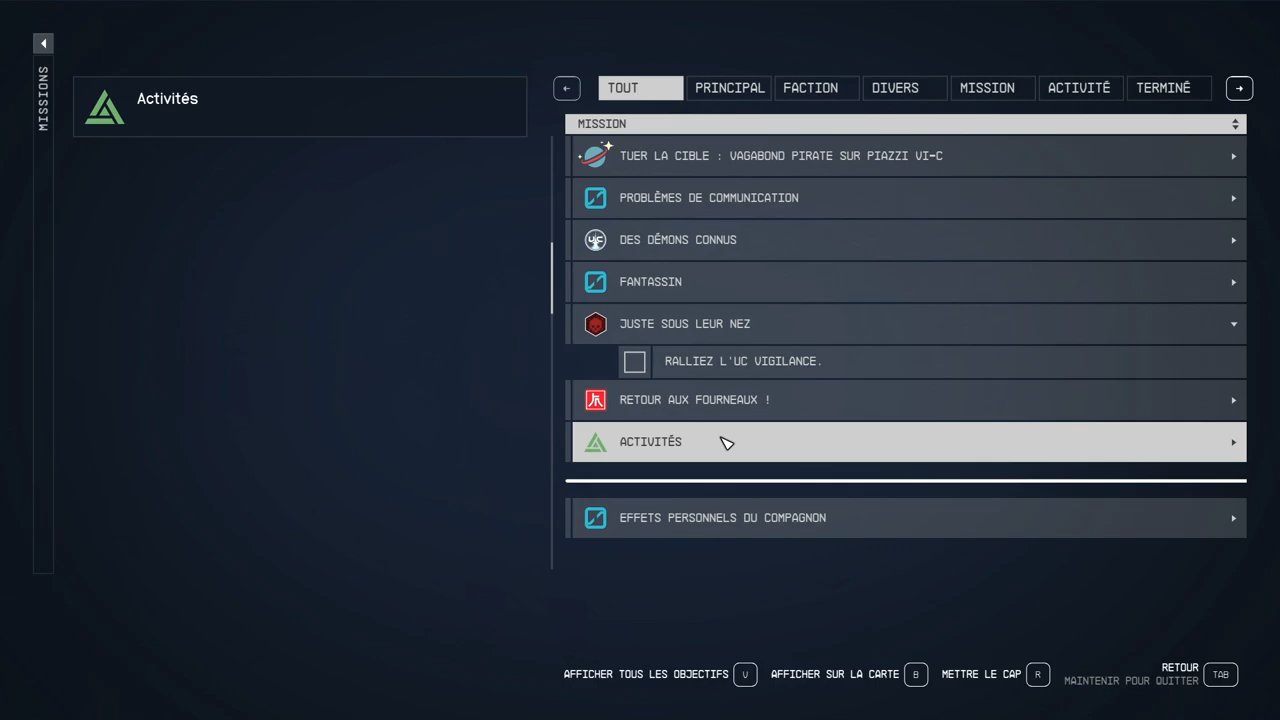 MISSIONS
Activités
TOUT
PRINCIPAL
FACTION
DIVERS
MISSION
ACTIVITÉ
TERMINÉ
MISSION
TUER LA CIBLE : VAGABOND PIRATE SUR PIAZZI VI-C
PROBLÈMES DE COMMUNICATION
UC DES DÉMONS CONNUS
FANTASSIN
JUSTE SOUS LEUR NEZ
RALLIEZ L'UC VIGILANCE.
RETOUR AUX FOURNEAUX !
ACTIVITÉS
EFFETS PERSONNELS DU COMPAGNON
AFFICHER TOUS LES OBJECTIFS V
AFFICHER SUR LA CARTE B
METTRE LE CAP R
RETOUR
MAINTENIR POUR QUITTER
TAB